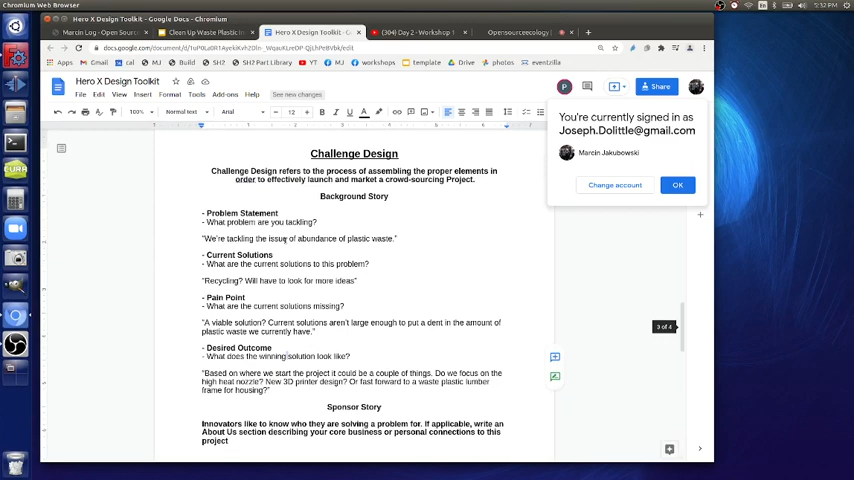 Chromium Web Browser
En
5:32 PM
Hero X Design Toolkit - Google Docs - Chromium
Marcin Log - Open Sourc
Clean Up Waste Plastic In
Hero X Design Toolkit - G
(304) Day 2 - Workshop 1
Opensourceecology
docs.google.com/document/d/
/edit
Apps
Gmail
cal
MJ
Build
SH2
SH2 Part Library
YT
MJ
workshops
template
Drive
photos
eventzilla
Hero X Design Toolkit
File
Edit
View
Insert
Format
Tools
Add-ons
Help
See new changes
P
Share
100%
Normal text
Arial
12
B
I
U
A
You're currently signed in as
Joseph.Dolittle@gmail.com
Marcin Jakubowski
Change account
OK
Challenge Design
Challenge Design refers to the process of assembling the proper elements in
order to effectively launch and market a crowd-sourcing Project.
Background Story
- Problem Statement
- What problem are you tackling?
"We're tackling the issue of abundance of plastic waste."
- Current Solutions
- What are the current solutions to this problem?
"Recycling? Will have to look for more ideas"
- Pain Point
- What are the current solutions missing?
"A viable solution? Current solutions aren't large enough to put a dent in the amount of
plastic waste we currently have."
- Desired Outcome
- What does the winning solution look like?
"Based on where we start the project it could be a couple of things. Do we focus on the
high heat nozzle? New 3D printer design? Or fast forward to a waste plastic lumber
frame for housing?"
Sponsor Story
Innovators like to know who they are solving a problem for. If applicable, write an
About Us section describing your core business or personal connections to this
project
3 of 4
CURA